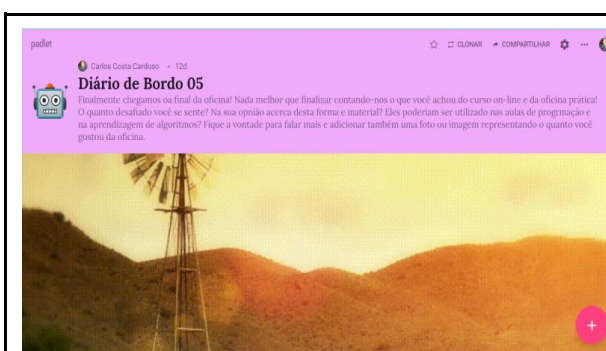 padlet
CLONAR COMPARTILHAR
Carlos Costa Cardoso • 12d
Diário de Bordo 05
Finalmente chegamos oa final da oficina! Nada melhor que finalizar contando-nos o que você achou do curso on-line e da oficina prática!
O quanto desafiado você se sente? Na sua opnião acerca desta forma e material? Eles poderiam ser utilizado nas aulas de progrmação e
na aprendizagem de algoritmos? Fique a vontade para falar mais e adicionar também uma foto ou imagem representando o quanto você
gostou da oficina.